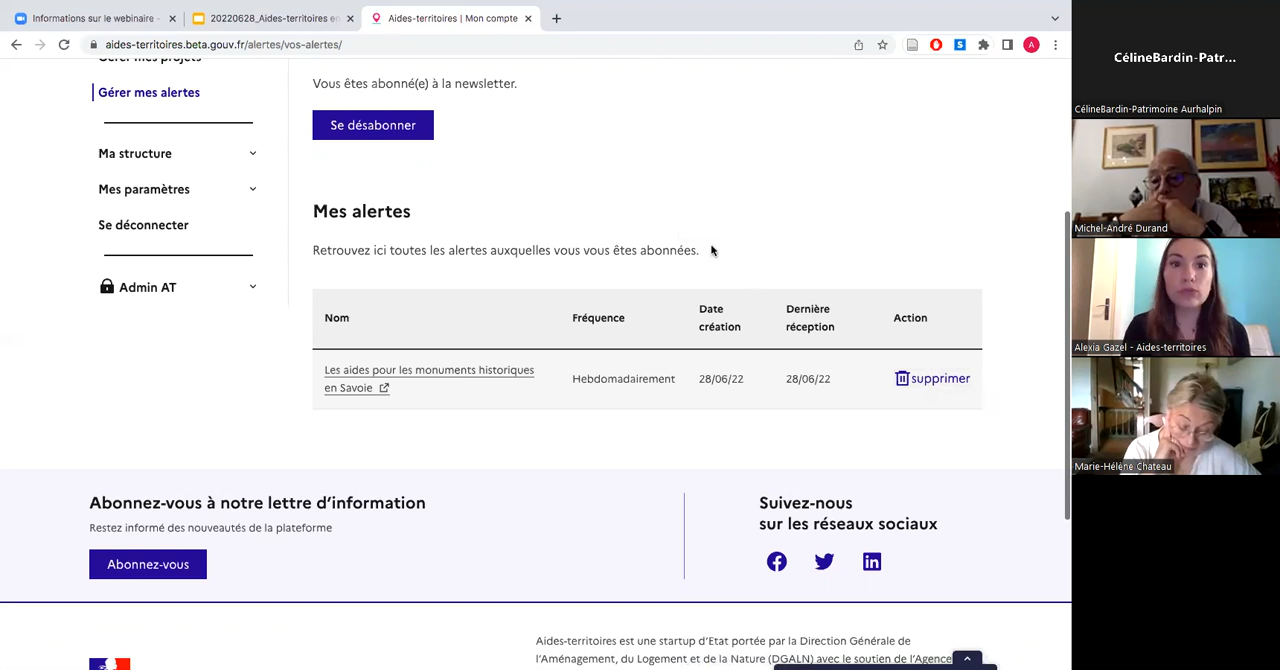 Informations sur le webinaire -
20220628_Aides-territoires en
Aides-territoires | Mon compte
aides-territoires.beta.gouv.fr/alertes/vos-alertes/
A
Gérer mes projets
Gérer mes alertes
Ma structure
Mes paramètres
Se déconnecter
Admin AT
Vous êtes abonné(e) à la newsletter.
Se désabonner
Mes alertes
Retrouvez ici toutes les alertes auxquelles vous vous êtes abonnées.
Nom
Fréquence
Date
création
Dernière
réception
Action
Les aides pour les monuments historiques
en Savoie
Hebdomadairement
28/06/22
28/06/22
supprimer
Abonnez-vous à notre lettre d’information
Restez informé des nouveautés de la plateforme
Abonnez-vous
Suivez-nous
sur les réseaux sociaux
Aides-territoires est une startup d'Etat portée par la Direction Générale de
l'Aménagement, du Logement et de la Nature (DGALN) avec le soutien de l'Agence
CélineBardin-Patr...
CélineBardin-Patrimoine Aurhalpin
Michel-André Durand
Alexia Gazel - Aides-territoires
Marie-Hélène Chateau